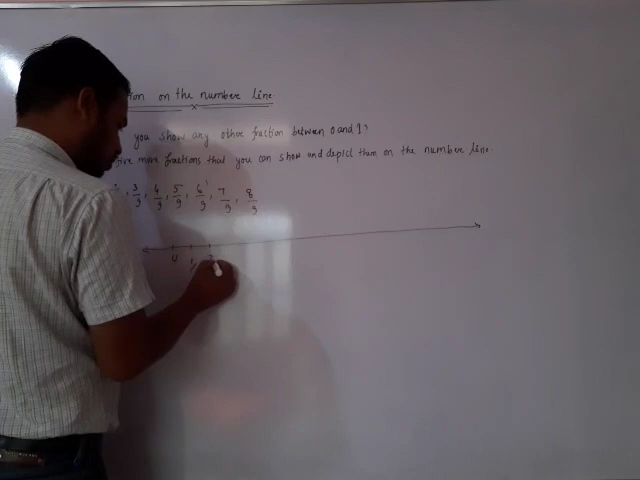 on the number line
you show any other fraction between 0 and 1?
five more fractions that you can show and depict them on the number line.
, 3/9, 4/9, 5/9, 6/9, 7/9, 8/9
0 1 2